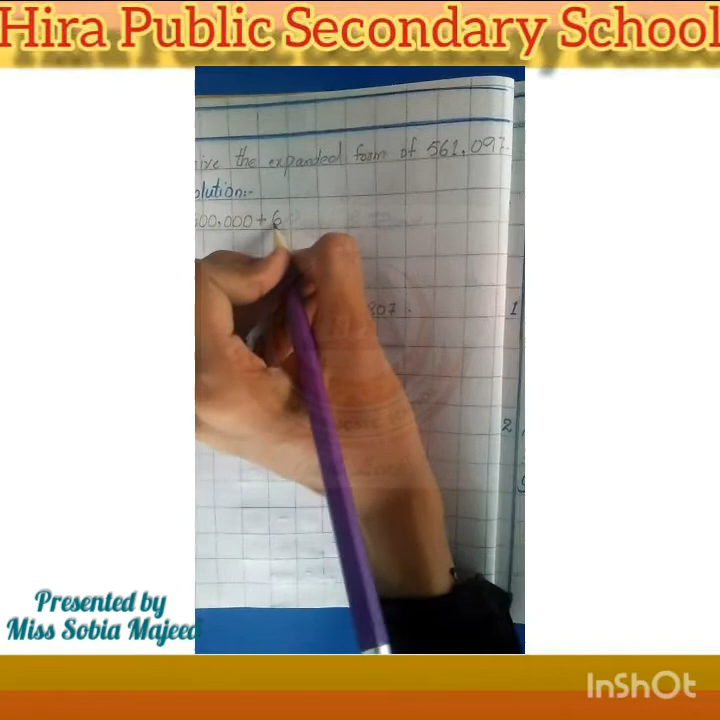 Hira Public Secondary School
ive the expanded form of 561,097.
olution:-
00,000 + 6
807.
1
2
Presented by
Miss Sobia Majeed
InShOt